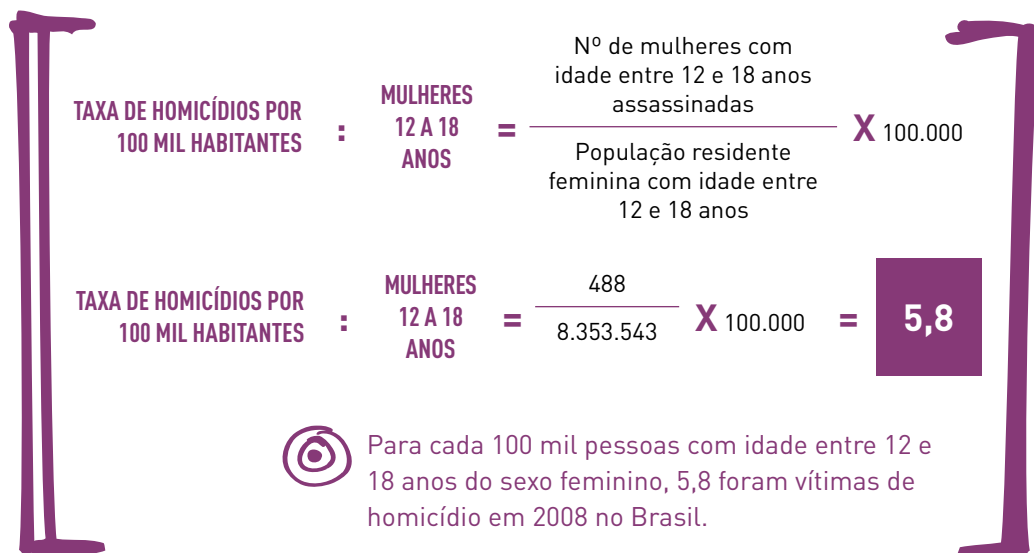 TAXA DE HOMICÍDIOS POR
100 MIL HABITANTES
:
MULHERES
12 A 18
ANOS
=
Nº de mulheres com
idade entre 12 e 18 anos
assassinadas
População residente
feminina com idade entre
12 e 18 anos
X 100.000
TAXA DE HOMICÍDIOS POR
100 MIL HABITANTES
:
MULHERES
12 A 18
ANOS
=
488
8.353.543
X 100.000
=
5,8
Para cada 100 mil pessoas com idade entre 12 e
18 anos do sexo feminino, 5,8 foram vítimas de
homicídio em 2008 no Brasil.